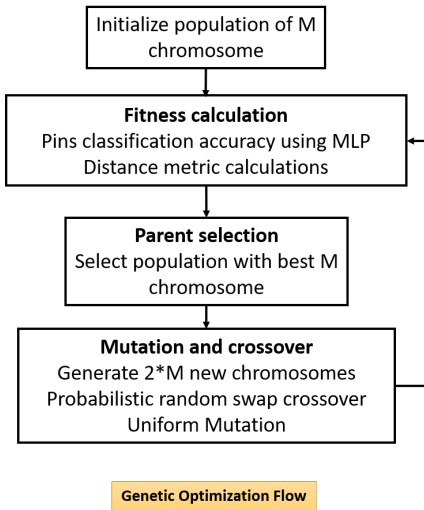 Initialize population of M
chromosome
Fitness calculation
Pins classification accuracy using MLP
Distance metric calculations
Parent selection
Select population with best M
chromosome
Mutation and crossover
Generate 2*M new chromosomes
Probabilistic random swap crossover
Uniform Mutation
Genetic Optimization Flow